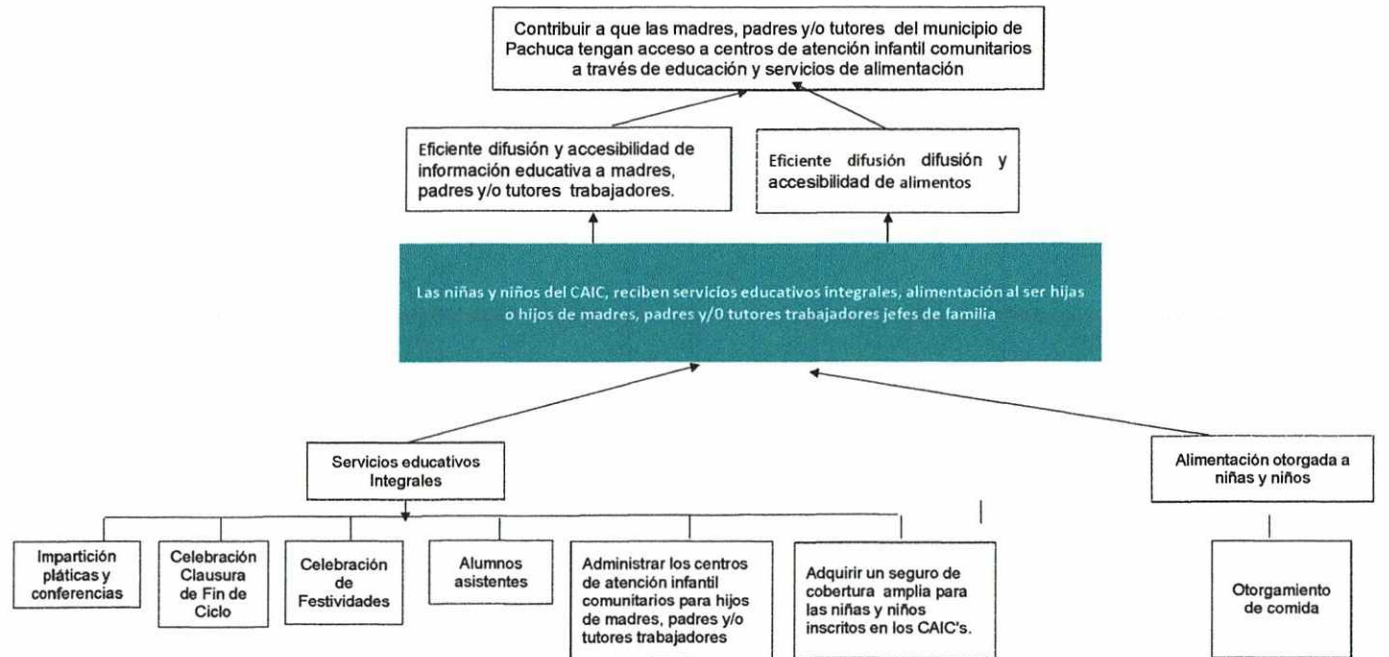 Contribuir a que las madres, padres y/o tutores del municipio de
Pachuca tengan acceso a centros de atención infantil comunitarios
a través de educación y servicios de alimentación
Eficiente difusión y accesibilidad de
información educativa a madres,
padres y/o tutores trabajadores.
Eficiente difusión difusión y
accesibilidad de alimentos
Las niñas y niños del CAIC, reciben servicios educativos integrales, alimentación al ser hijas
o hijos de madres, padres y/0 tutores trabajadores jefes de familia
Servicios educativos
Integrales
Alimentación otorgada a
niñas y niños
Impartición
pláticas y
conferencias
Celebración
Clausura
de Fin de
Ciclo
Celebración
de
Festividades
Alumnos
asistentes
Administrar los centros
de atención infantil
comunitarios para hijos
de madres, padres y/o
tutores trabajadores
Adquirir un seguro de
cobertura amplia para
las niñas y niños
inscritos en los CAIC's.
Otorgamiento
de comida